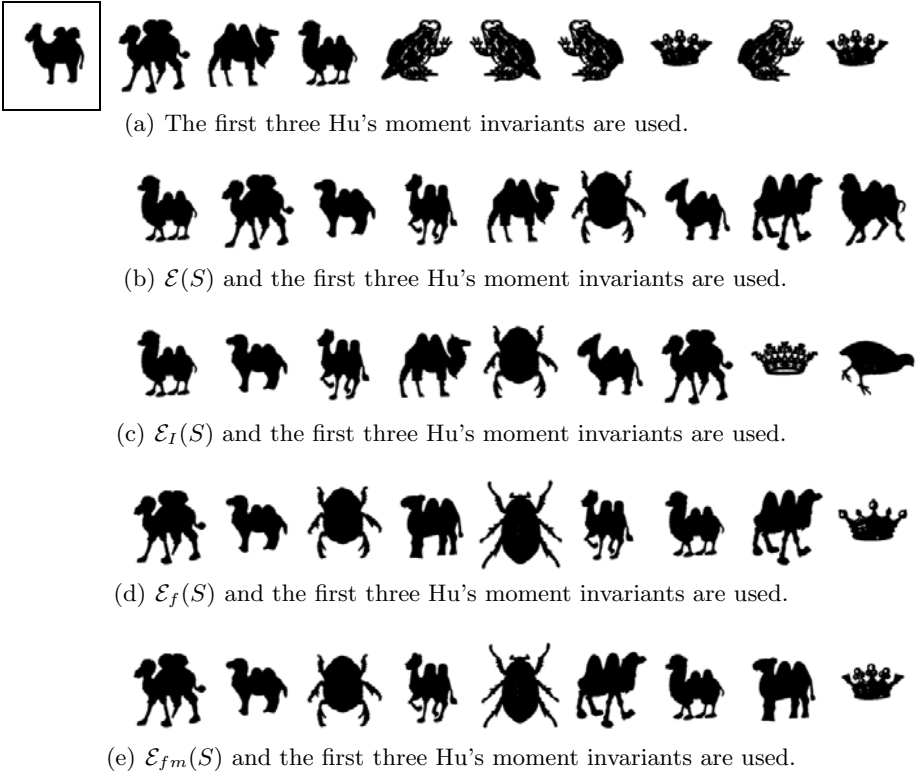 (a) The first three Hu's moment invariants are used.
(b) ℰ(S) and the first three Hu's moment invariants are used.
(c) ℰ_I(S) and the first three Hu's moment invariants are used.
(d) ℰ_f(S) and the first three Hu's moment invariants are used.
(e) ℰ_{fm}(S) and the first three Hu's moment invariants are used.